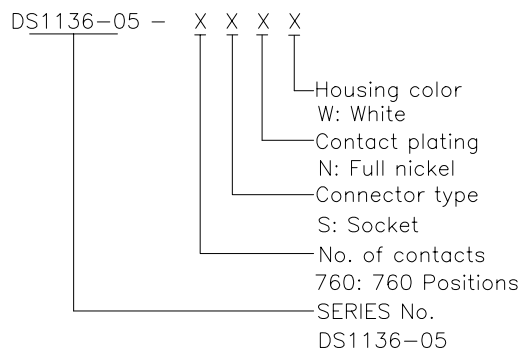 DS1136-05 - X X X X
Housing color
W: White
Contact plating
N: Full nickel
Connector type
S: Socket
No. of contacts
760: 760 Positions
SERIES No.
DS1136-05